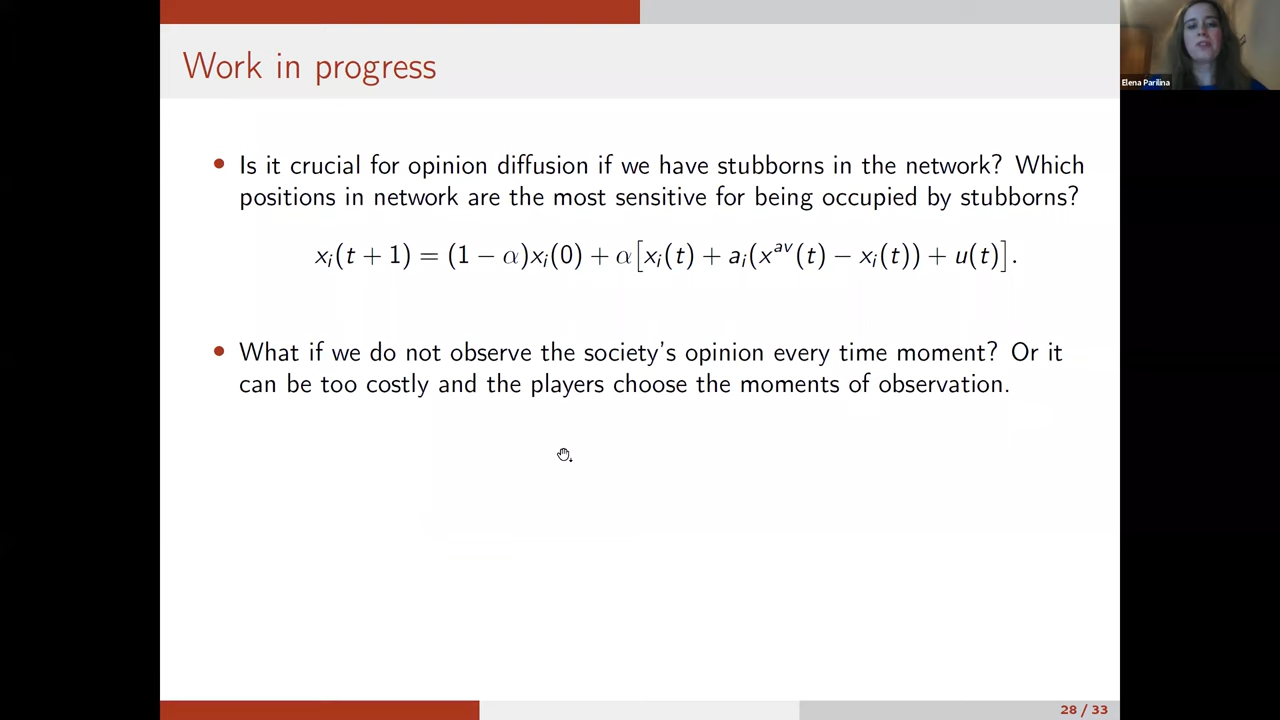 Work in progress
Elena Parilina
• Is it crucial for opinion diffusion if we have stubborns in the network? Which
positions in network are the most sensitive for being occupied by stubborns?
xᵢ(t + 1) = (1 − α)xᵢ(0) + α[xᵢ(t) + aᵢ(xᵃᵛ(t) − xᵢ(t)) + u(t)].
• What if we do not observe the society's opinion every time moment? Or it
can be too costly and the players choose the moments of observation.
28 / 33